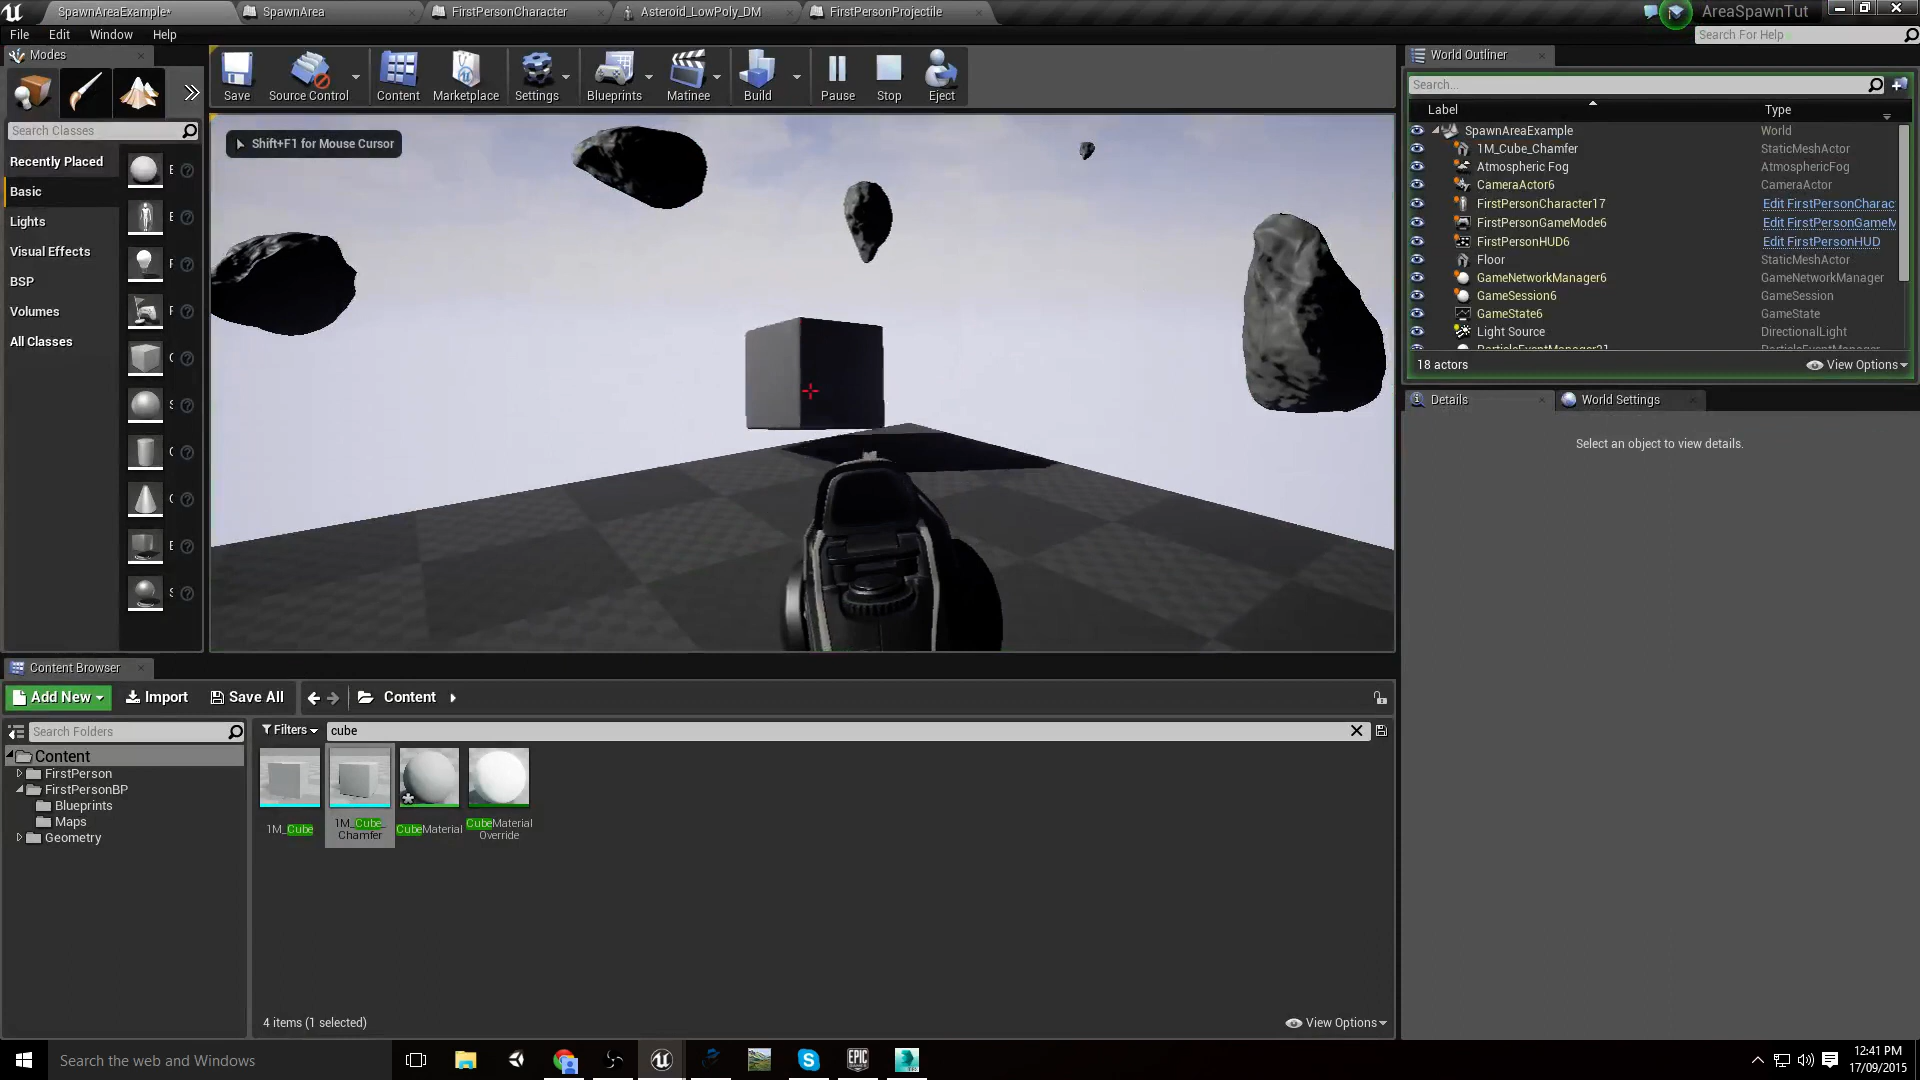 SpawnAreaExample*
SpawnArea
FirstPersonCharacter
Asteroid_LowPoly_DM
FirstPersonProjectile
AreaSpawnTut
File Edit Window Help
Search For Help
Modes
Save
Source Control
Content
Marketplace
Settings
Blueprints
Matinee
Build
Pause
Stop
Eject
World Outliner
Search...
Label Type
SpawnAreaExample World
1M_Cube_Chamfer StaticMeshActor
Atmospheric Fog AtmosphericFog
CameraActor6 CameraActor
FirstPersonCharacter17 Edit FirstPersonCharac
FirstPersonGameMode6 Edit FirstPersonGameM
FirstPersonHUD6 Edit FirstPersonHUD
Floor StaticMeshActor
GameNetworkManager6 GameNetworkManager
GameSession6 GameSession
GameState6 GameState
Light Source DirectionalLight
18 actors
View Options
Search Classes
Recently Placed
Basic
Lights
Visual Effects
BSP
Volumes
All Classes
Shift+F1 for Mouse Cursor
Details
World Settings
Select an object to view details.
Content Browser
Add New
Import
Save All
Content
Search Folders
Filters
cube
Content
FirstPerson
FirstPersonBP
Blueprints
Maps
Geometry
1M_Cube
1M_Cube_
Chamfer
CubeMaterial
CubeMaterial
Override
4 items (1 selected)
View Options
Search the web and Windows
EPIC
GAMES
12:41 PM
17/09/2015